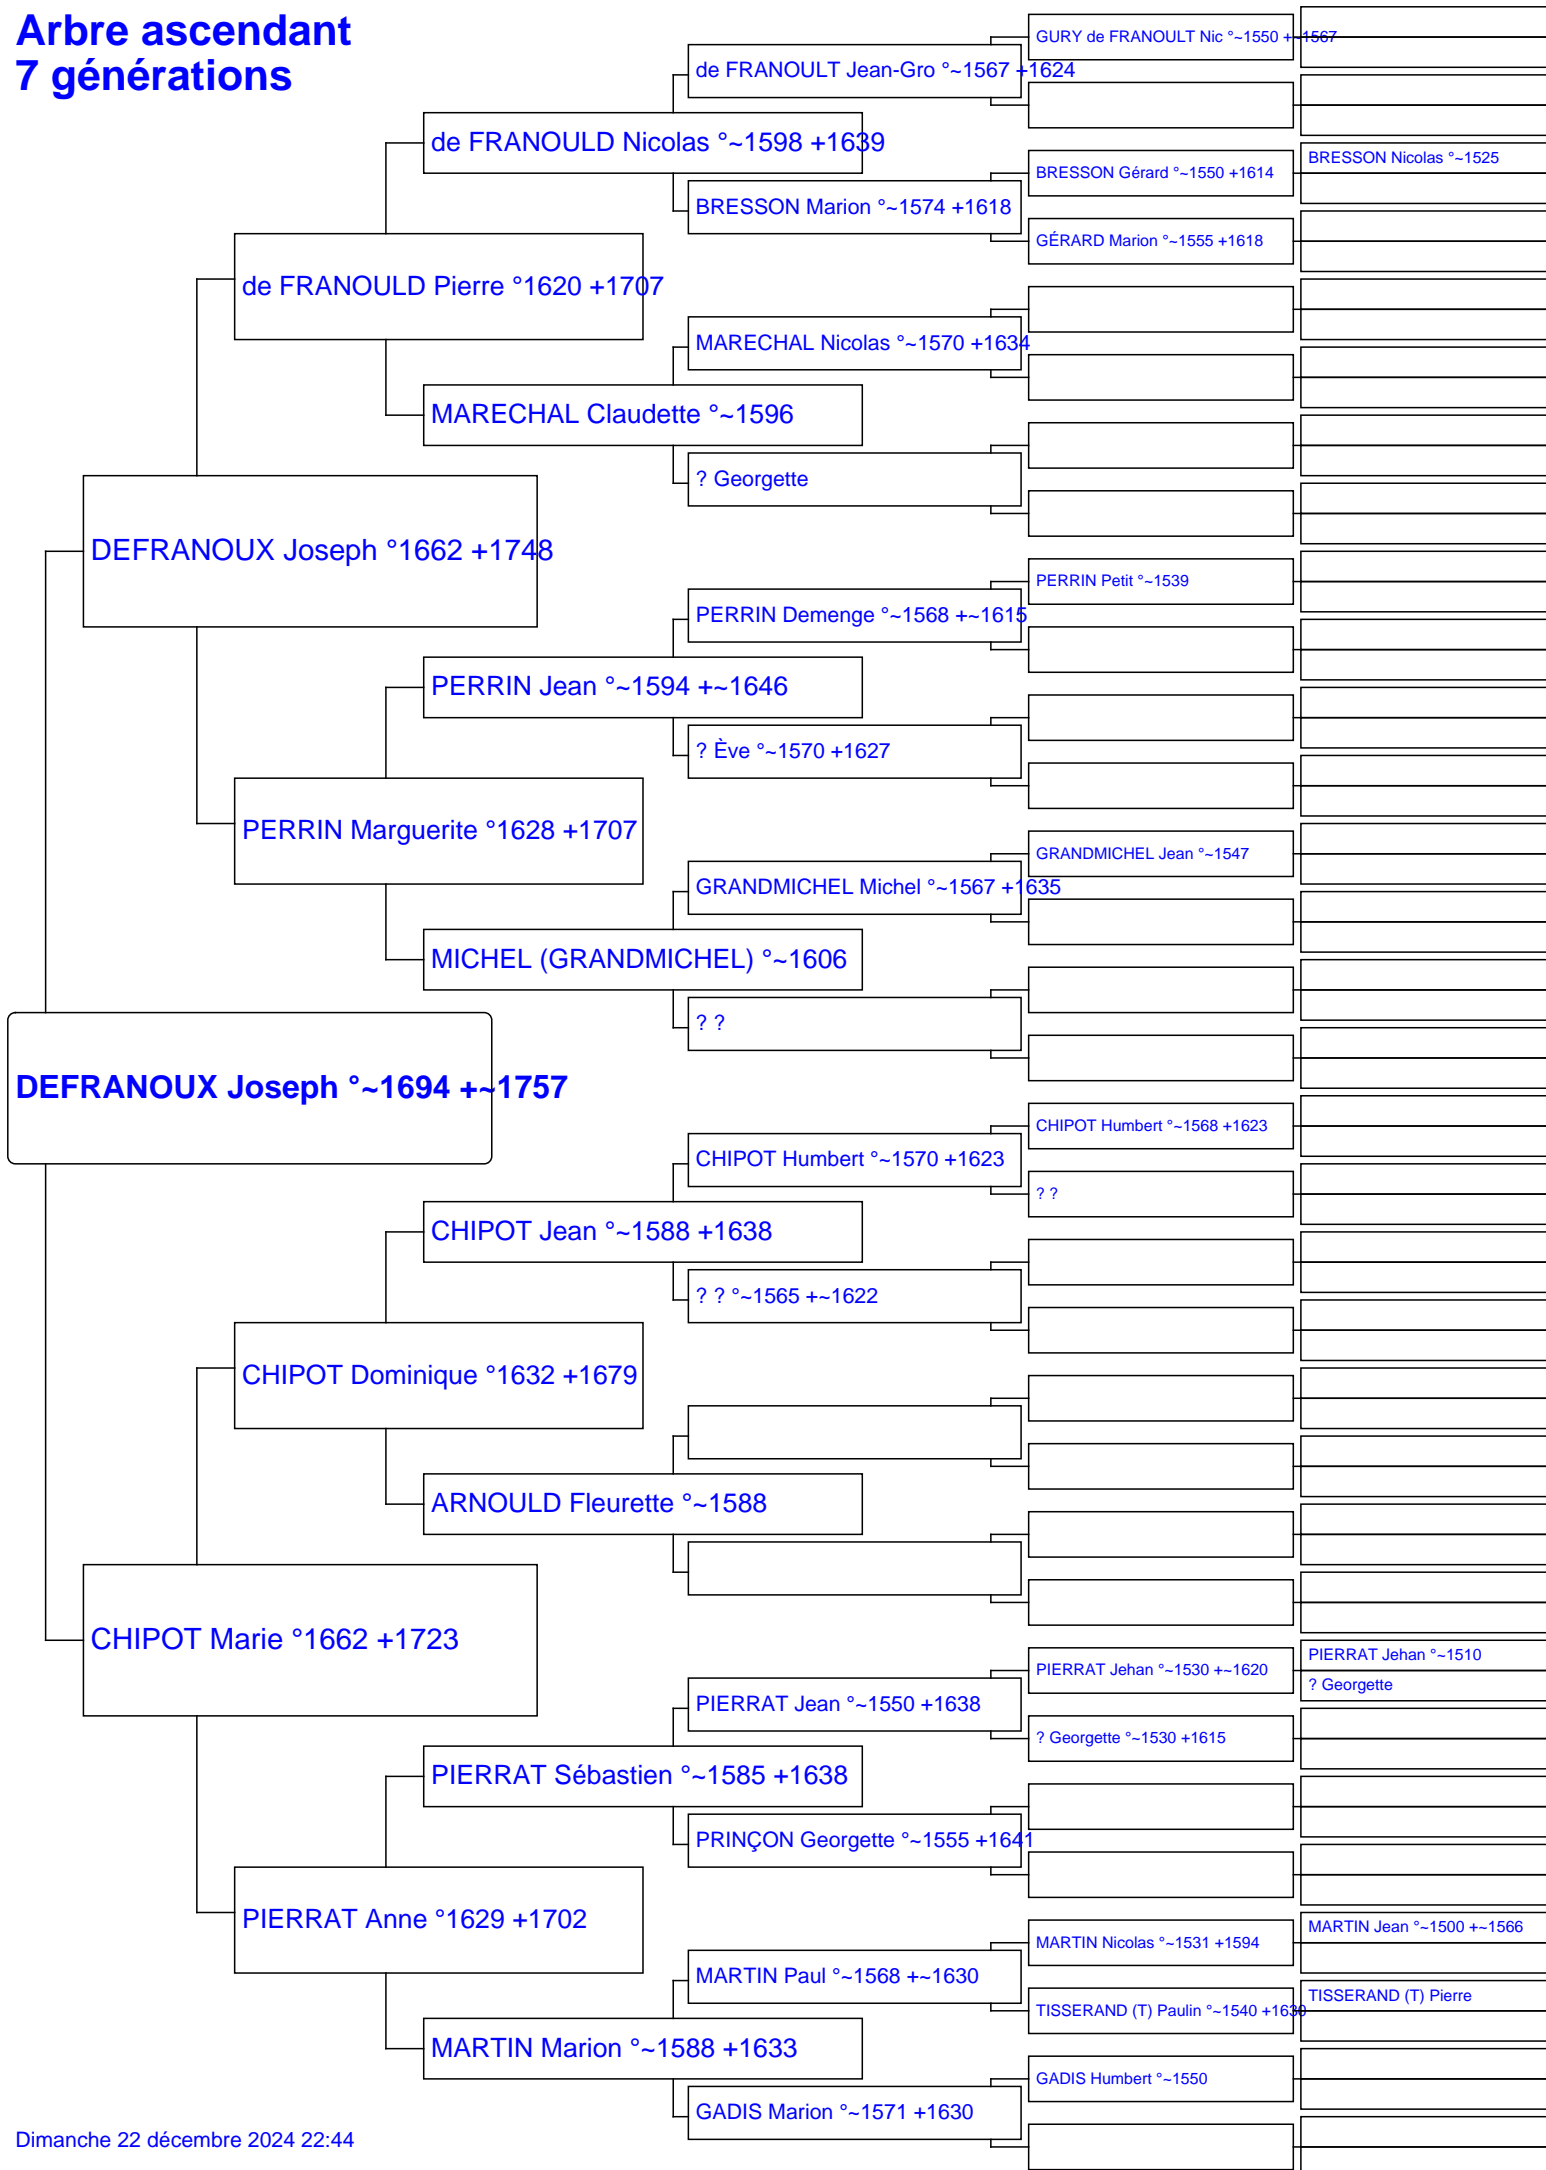 Arbre ascendant
7 générations
GURY de FRANOULT Nic °~1550 +~1567
de FRANOULT Jean-Gro °~1567 +1624
de FRANOULD Nicolas °~1598 +1639
BRESSON Nicolas °~1525
BRESSON Gérard °~1550 +1614
BRESSON Marion °~1574 +1618
GÉRARD Marion °~1555 +1618
de FRANOULD Pierre °1620 +1707
MARECHAL Nicolas °~1570 +1634
MARECHAL Claudette °~1596
? Georgette
DEFRANOUX Joseph °1662 +1748
PERRIN Petit °~1539
PERRIN Demenge °~1568 +~1615
PERRIN Jean °~1594 +~1646
? Ève °~1570 +1627
PERRIN Marguerite °1628 +1707
GRANDMICHEL Jean °~1547
GRANDMICHEL Michel °~1567 +1635
MICHEL (GRANDMICHEL) °~1606
? ?
DEFRANOUX Joseph °~1694 +~1757
CHIPOT Humbert °~1568 +1623
CHIPOT Humbert °~1570 +1623
? ?
CHIPOT Jean °~1588 +1638
? ? °~1565 +~1622
CHIPOT Dominique °1632 +1679
ARNOULD Fleurette °~1588
CHIPOT Marie °1662 +1723
PIERRAT Jehan °~1510
PIERRAT Jehan °~1530 +~1620
? Georgette
PIERRAT Jean °~1550 +1638
? Georgette °~1530 +1615
PIERRAT Sébastien °~1585 +1638
PRINÇON Georgette °~1555 +1641
PIERRAT Anne °1629 +1702
MARTIN Jean °~1500 +~1566
MARTIN Nicolas °~1531 +1594
MARTIN Paul °~1568 +~1630
TISSERAND (T) Pierre
TISSERAND (T) Paulin °~1540 +1630
MARTIN Marion °~1588 +1633
GADIS Humbert °~1550
GADIS Marion °~1571 +1630
Dimanche 22 décembre 2024 22:44